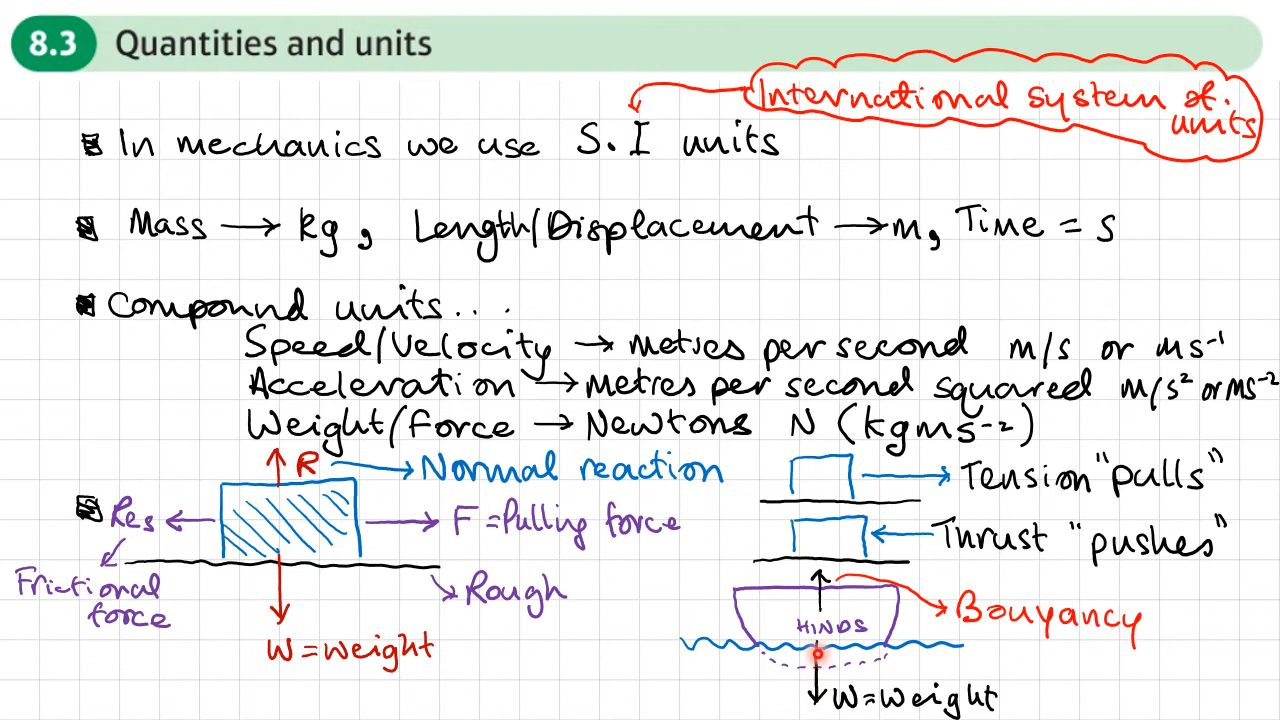 8.3 Quantities and units
International system of.
units
In mechanics we use S.I units
Mass → kg, Length/Displacement → m, Time = s
Compound units...
Speed/Velocity → Metres per second m/s or ms⁻¹
Acceleration → Metres per second squared m/s² or ms⁻²
Weight/Force → Newtons N (kgms⁻²)
R → Normal reaction
Tension "pulls"
Res
F = Pulling force
Thrust "pushes"
Frictional
force
Rough
Bouyancy
HINDS
W = weight
W = weight